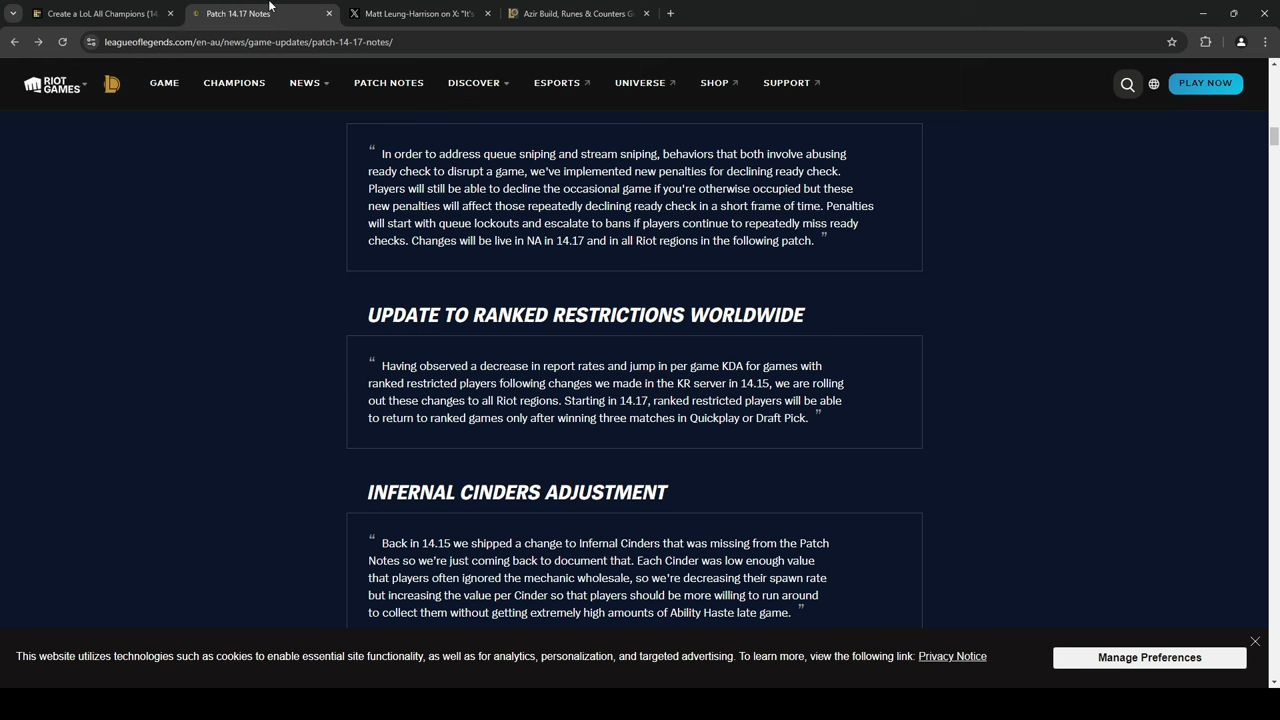 Create a LoL All Champions (14
Patch 14.17 Notes
Matt Leung-Harrison on X: "It's
Azir Build, Runes & Counters G
leagueoflegends.com/en-au/news/game-updates/patch-14-17-notes/
RIOT GAMES
GAME
CHAMPIONS
NEWS
PATCH NOTES
DISCOVER
ESPORTS
UNIVERSE
SHOP
SUPPORT
PLAY NOW
“ In order to address queue sniping and stream sniping, behaviors that both involve abusing
ready check to disrupt a game, we've implemented new penalties for declining ready check.
Players will still be able to decline the occasional game if you're otherwise occupied but these
new penalties will affect those repeatedly declining ready check in a short frame of time. Penalties
will start with queue lockouts and escalate to bans if players continue to repeatedly miss ready
checks. Changes will be live in NA in 14.17 and in all Riot regions in the following patch. ”
UPDATE TO RANKED RESTRICTIONS WORLDWIDE
“ Having observed a decrease in report rates and jump in per game KDA for games with
ranked restricted players following changes we made in the KR server in 14.15, we are rolling
out these changes to all Riot regions. Starting in 14.17, ranked restricted players will be able
to return to ranked games only after winning three matches in Quickplay or Draft Pick. ”
INFERNAL CINDERS ADJUSTMENT
“ Back in 14.15 we shipped a change to Infernal Cinders that was missing from the Patch
Notes so we're just coming back to document that. Each Cinder was low enough value
that players often ignored the mechanic wholesale, so we're decreasing their spawn rate
but increasing the value per Cinder so that players should be more willing to run around
to collect them without getting extremely high amounts of Ability Haste late game. ”
This website utilizes technologies such as cookies to enable essential site functionality, as well as for analytics, personalization, and targeted advertising. To learn more, view the following link: Privacy Notice
Manage Preferences